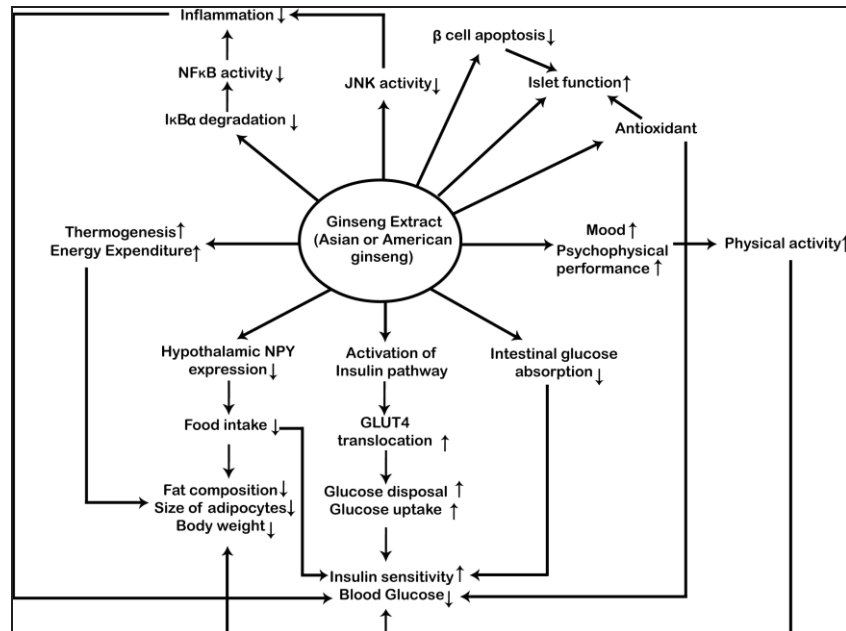 Inflammation ↓
β cell apoptosis ↓
NFκB activity ↓
JNK activity ↓
Islet function ↑
IκBα degradation ↓
Antioxidant
Ginseng Extract
(Asian or American
ginseng)
Thermogenesis ↑
Energy Expenditure ↑
Mood ↑
Psychophysical
performance ↑
Physical activity ↑
Hypothalamic NPY
expression ↓
Activation of
Insulin pathway
Intestinal glucose
absorption ↓
Food intake ↓
GLUT4
translocation ↑
Fat composition ↓
Size of adipocytes ↓
Body weight ↓
Glucose disposal ↑
Glucose uptake ↑
Insulin sensitivity ↑
Blood Glucose ↓